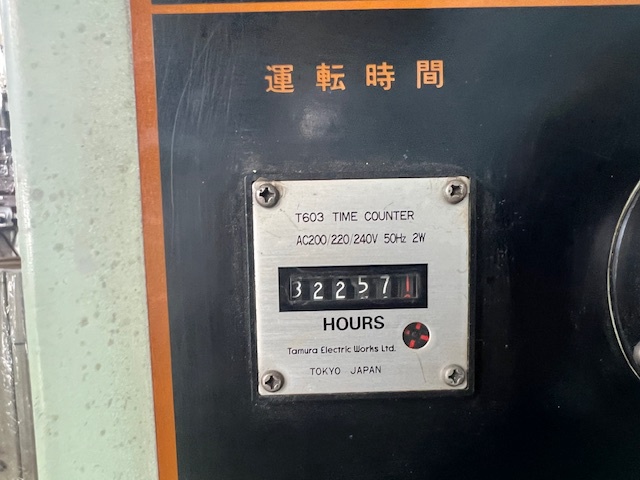 運転時間
T603 TIME COUNTER
AC200/220/240V 50Hz 2W
322571
HOURS
Tamura Electric Works Ltd.
TOKYO JAPAN